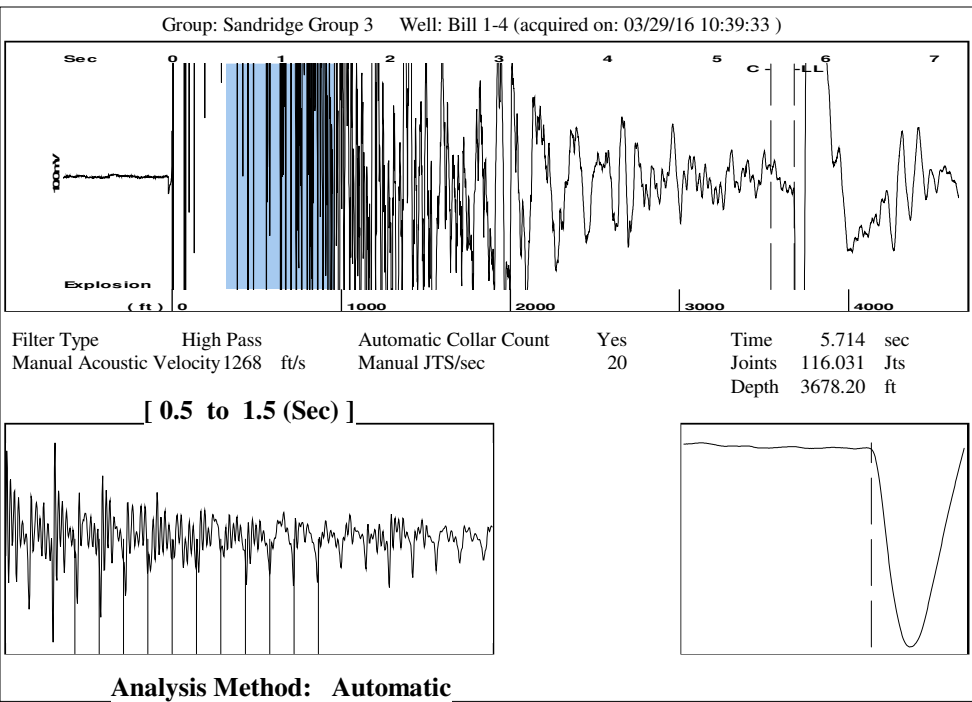 Group: Sandridge Group 3 Well: Bill 1-4 (acquired on: 03/29/16 10:39:33 )
Sec 0 1 2 3 4 5 6 7
C LL
100mV
Explosion
( ft ) 0 1000 2000 3000 4000
Filter Type High Pass Automatic Collar Count Yes Time 5.714 sec
Manual Acoustic Velocity 1268 ft/s Manual JTS/sec 20 Joints 116.031 Jts
Depth 3678.20 ft
[ 0.5 to 1.5 (Sec) ]
Analysis Method: Automatic